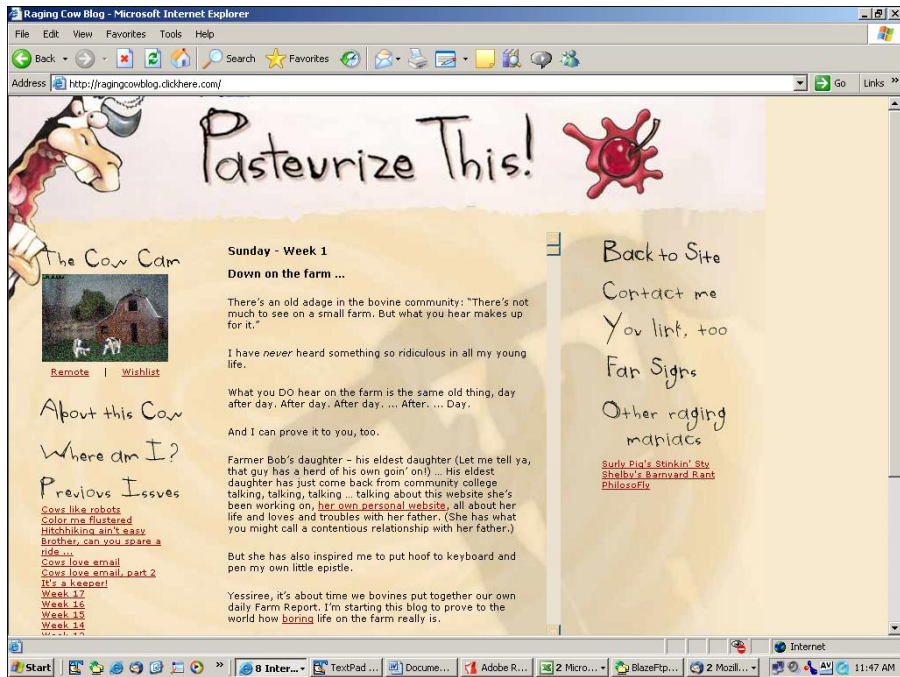 Raging Cow Blog - Microsoft Internet Explorer
File Edit View Favorites Tools Help
Back Search Favorites
Address http://ragingcowblog.clickhere.com/ Go Links »
Pasteurize This!
The Cow Cam
Remote | Wishlist
About this Cow
Where am I?
Previous Issues
Cows like robots
Color me flustered
Hitchhiking ain't easy
Brother, can you spare a
ride ...
Cows love email
Cows love email, part 2
It's a keeper!
Week 17
Week 16
Week 15
Week 14
Sunday - Week 1
Down on the farm ...
There's an old adage in the bovine community: "There's not
much to see on a small farm. But what you hear makes up
for it."
I have never heard something so ridiculous in all my young
life.
What you DO hear on the farm is the same old thing, day
after day. After day. After day. ... After. ... Day.
And I can prove it to you, too.
Farmer Bob's daughter – his eldest daughter (Let me tell ya,
that guy has a herd of his own goin' on!) ... His eldest
daughter has just come back from community college
talking, talking, talking ... talking about this website she's
been working on, her own personal website, all about her
life and loves and troubles with her father. (She has what
you might call a contentious relationship with her father.)
But she has also inspired me to put hoof to keyboard and
pen my own little epistle.
Yessiree, it's about time we bovines put together our own
daily Farm Report. I'm starting this blog to prove to the
world how boring life on the farm really is.
Back to Site
Contact me
You link, too
Fan Signs
Other raging
maniacs
Surly Pig's Stinkin' Sty
Shelby's Barnyard Rant
PhilosoFly
Internet
Start » 8 Inter... TextPad ... Docume... Adobe R... 2 Micro... BlazeFtp... 2 Mozill... AV 11:47 AM